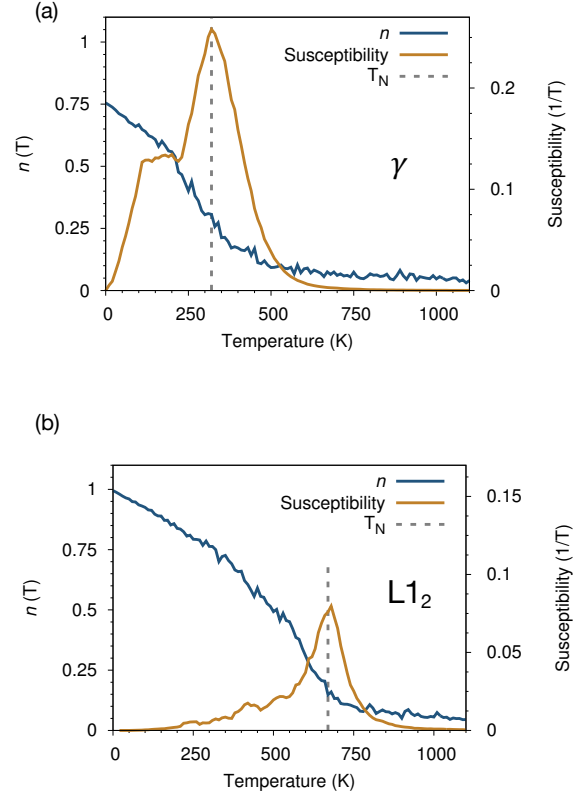 (a)
n
Susceptibility
T_N
1
0.75
0.5
0.25
0
n (T)
0.2
0.1
0
Susceptibility (1/T)
γ
0 250 500 750 1000
Temperature (K)
(b)
n
Susceptibility
T_N
1
0.75
0.5
0.25
0
n (T)
0.15
0.1
0.05
0
Susceptibility (1/T)
L1₂
0 250 500 750 1000
Temperature (K)